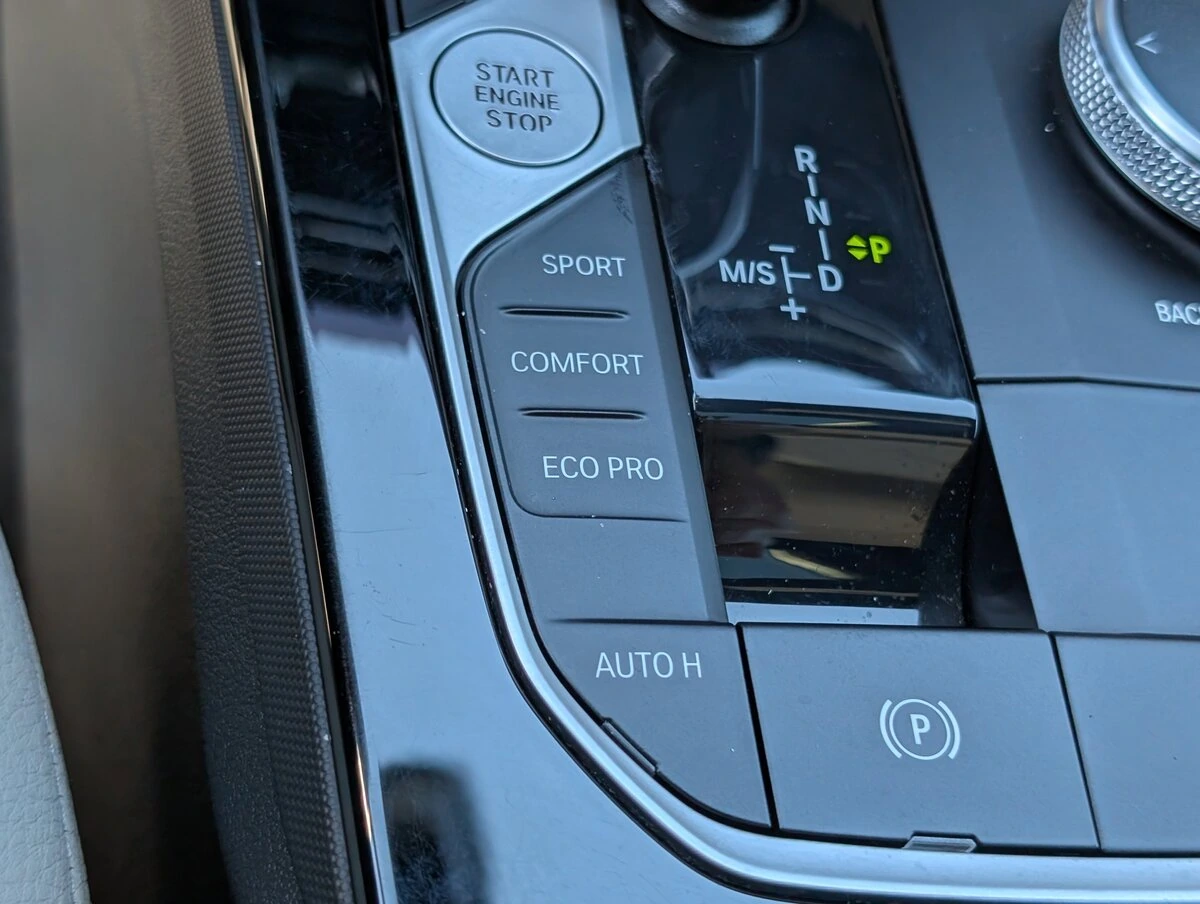 START
ENGINE
STOP
R
N
P
M/S
D
−
+
SPORT
COMFORT
ECO PRO
AUTO H
P